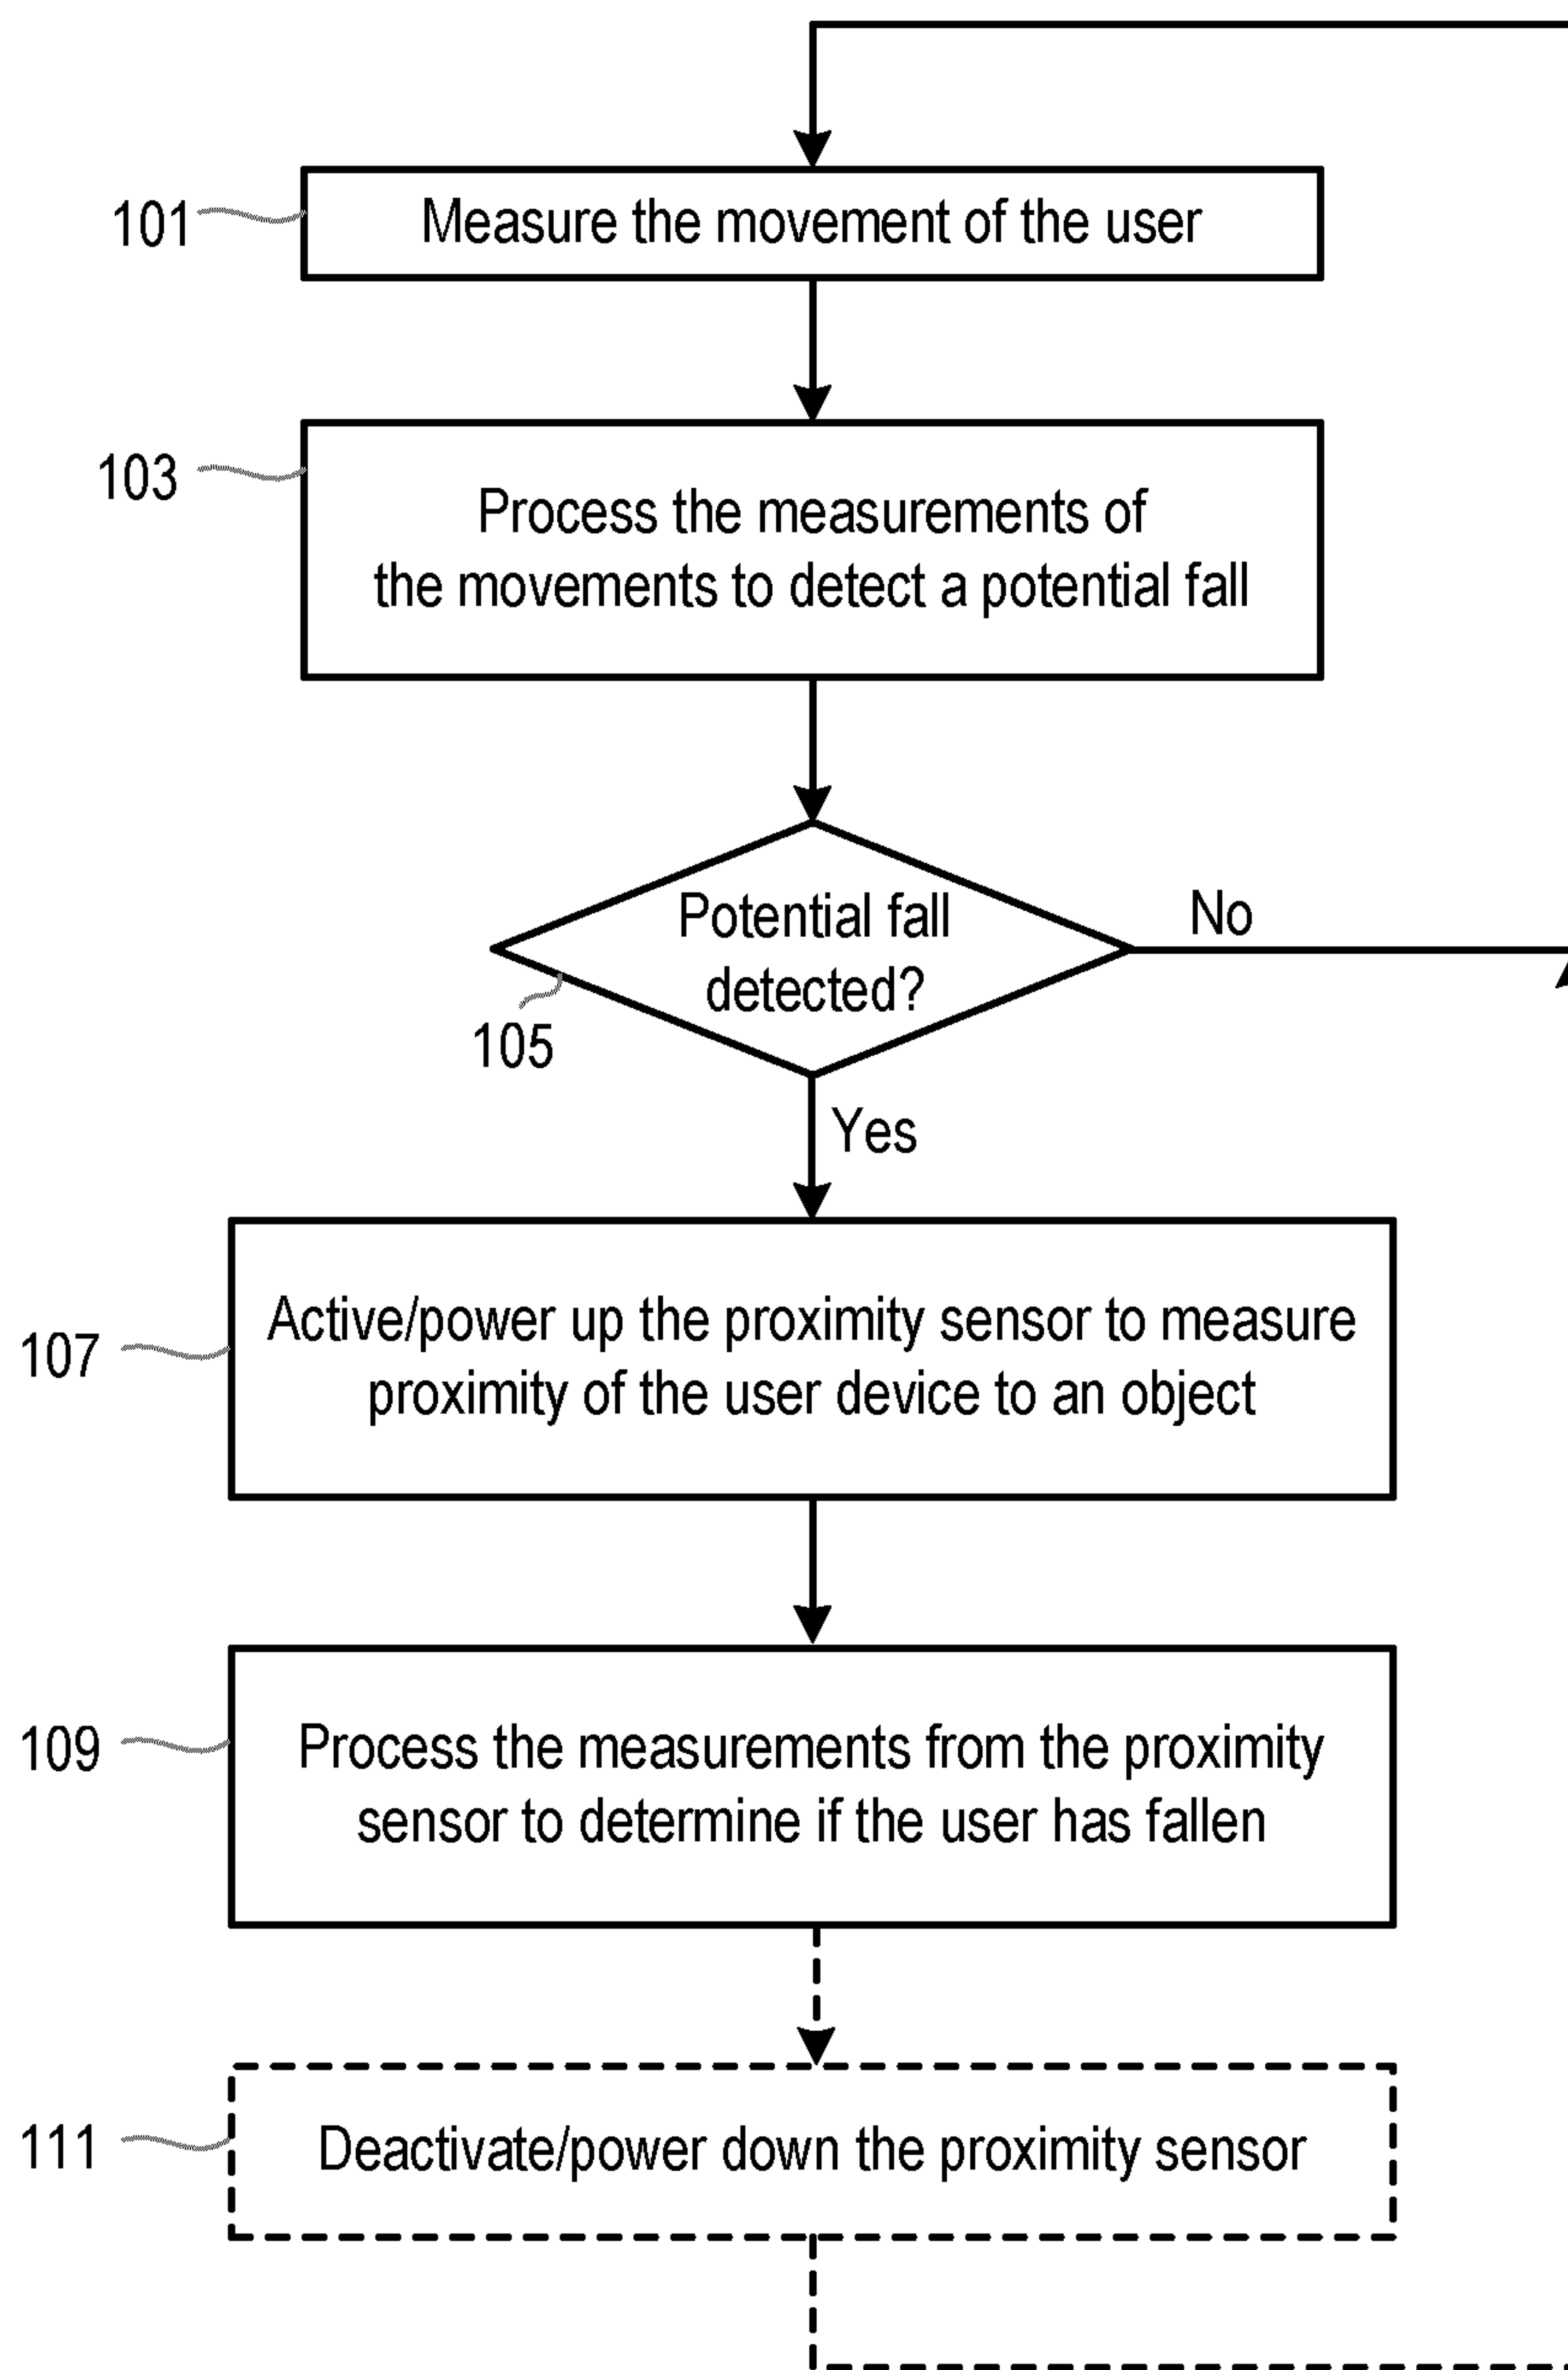 101
Measure the movement of the user
103
Process the measurements of
the movements to detect a potential fall
Potential fall
detected?
No
105
Yes
107
Active/power up the proximity sensor to measure
proximity of the user device to an object
109
Process the measurements from the proximity
sensor to determine if the user has fallen
111
Deactivate/power down the proximity sensor